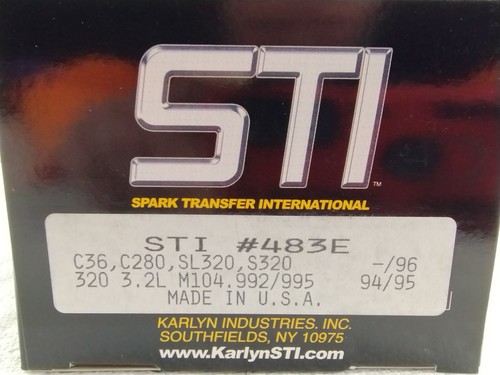 STI™
SPARK TRANSFER INTERNATIONAL
STI #483E
C36,C280,SL320,S320 -/96
320 3.2L M104.992/995 94/95
MADE IN U.S.A.
KARLYN INDUSTRIES, INC.
SOUTHFIELDS, NY 10975
www.KarlynSTI.com